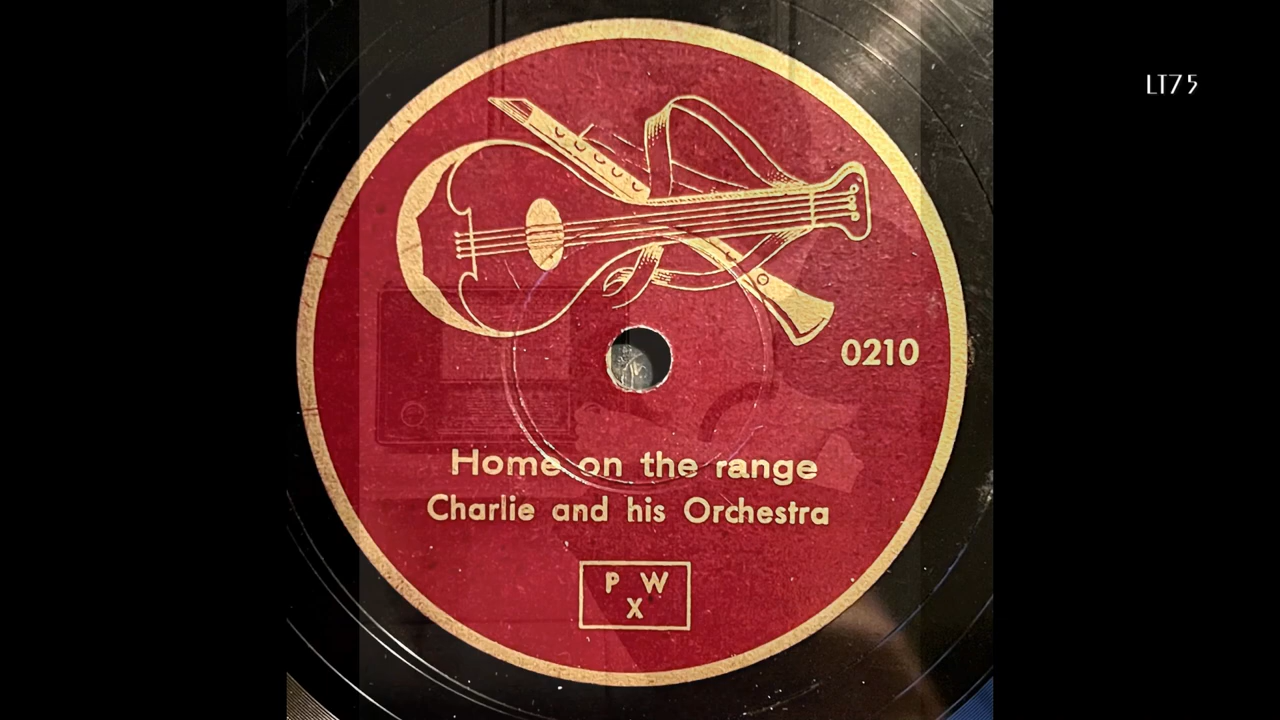 LT75
0210
Home on the range
Charlie and his Orchestra
P W
X